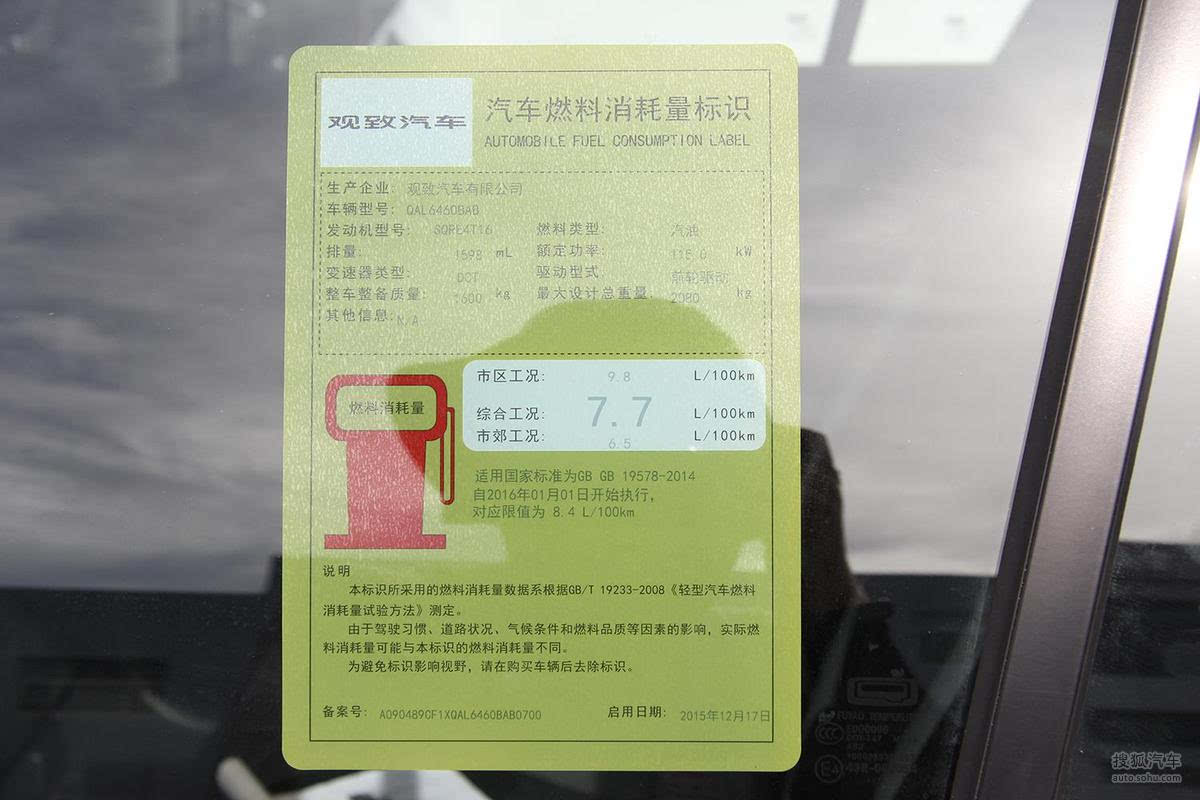 观致汽车
汽车燃料消耗量标识
AUTOMOBILE FUEL CONSUMPTION LABEL
生产企业: 观致汽车有限公司
车辆型号: QAL6460BAB
发动机型号: SQRE4T16 燃料类型: 汽油
排量: 1598 mL 额定功率: 115.0 kW
变速器类型: DCT 驱动型式: 前轮驱动
整车整备质量: 1600 kg 最大设计总重量: 2080 kg
其他信息: N/A
燃料消耗量
市区工况: 9.8 L/100km
综合工况: 7.7 L/100km
市郊工况: 6.5 L/100km
适用国家标准为GB GB 19578-2014
自2016年01月01日开始执行,
对应限值为 8.4 L/100km
说明
本标识所采用的燃料消耗量数据系根据GB/T 19233-2008《轻型汽车燃料
消耗量试验方法》测定。
由于驾驶习惯、道路状况、气候条件和燃料品质等因素的影响，实际燃
料消耗量可能与本标识的燃料消耗量不同。
为避免标识影响视野，请在购买车辆后去除标识。
备案号: A090489CF1XQAL6460BAB0700 启用日期: 2015年12月17日
搜狐汽车
auto.sohu.com